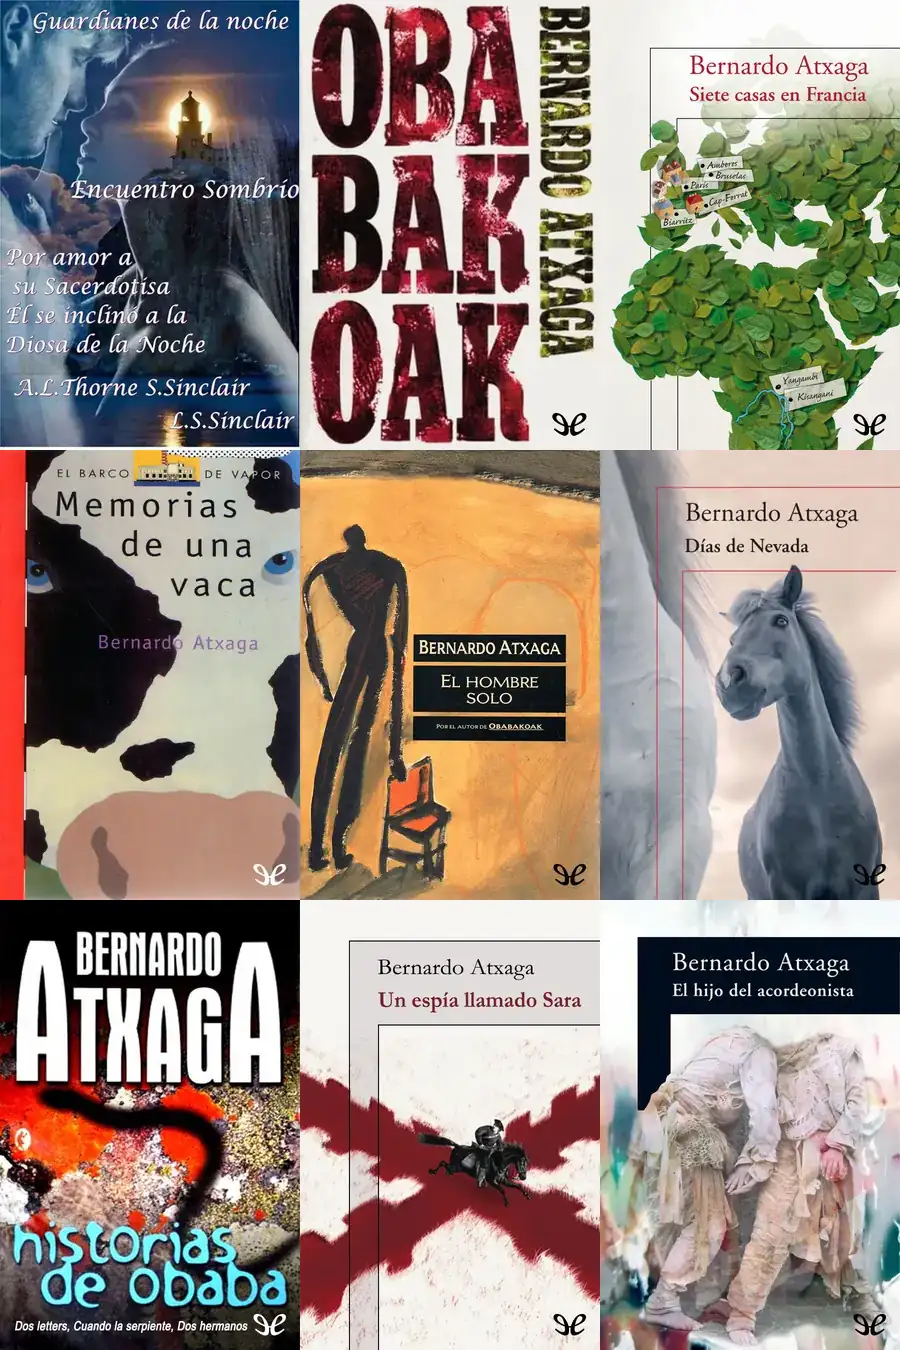 Guardianes de la noche
Encuentro Sombrío
Por amor a
su Sacerdotisa
Él se inclinó a la
Diosa de la Noche
A.L.Thorne S.Sinclair
L.S.Sinclair
OBA
BAK
OAK
BERNARDO ATXAGA
Bernardo Atxaga
Siete casas en Francia
Amberes
Bruselas
París
Cap-Ferrat
Biarritz
Yangambi
Kisangani
EL BARCO DE VAPOR
Memorias
de una
vaca
Bernardo Atxaga
BERNARDO ATXAGA
EL HOMBRE
SOLO
POR EL AUTOR DE OBABAKOAK
Bernardo Atxaga
Días de Nevada
BERNARDO
ATXAGA
historias
de obaba
Dos letters, Cuando la serpiente, Dos hermanos
Bernardo Atxaga
Un espía llamado Sara
Bernardo Atxaga
El hijo del acordeonista